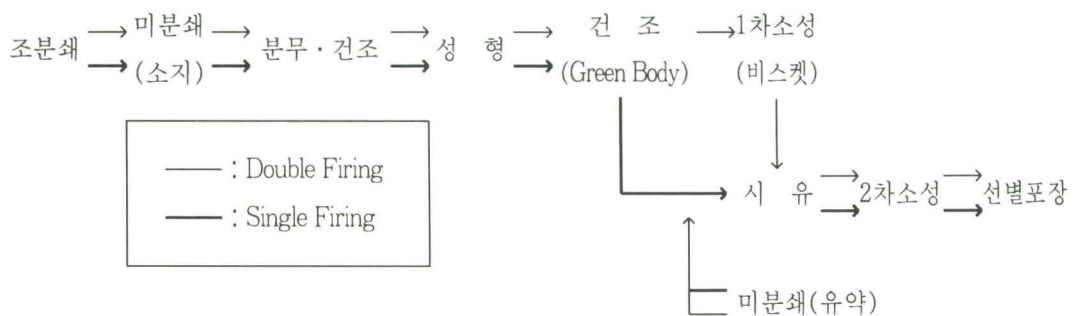 조분쇄 미분쇄 분무 · 건조 성 형 건 조 1차소성
(소지) (Green Body) (비스켓)
: Double Firing
: Single Firing
시 유 2차소성 선별포장
미분쇄(유약)